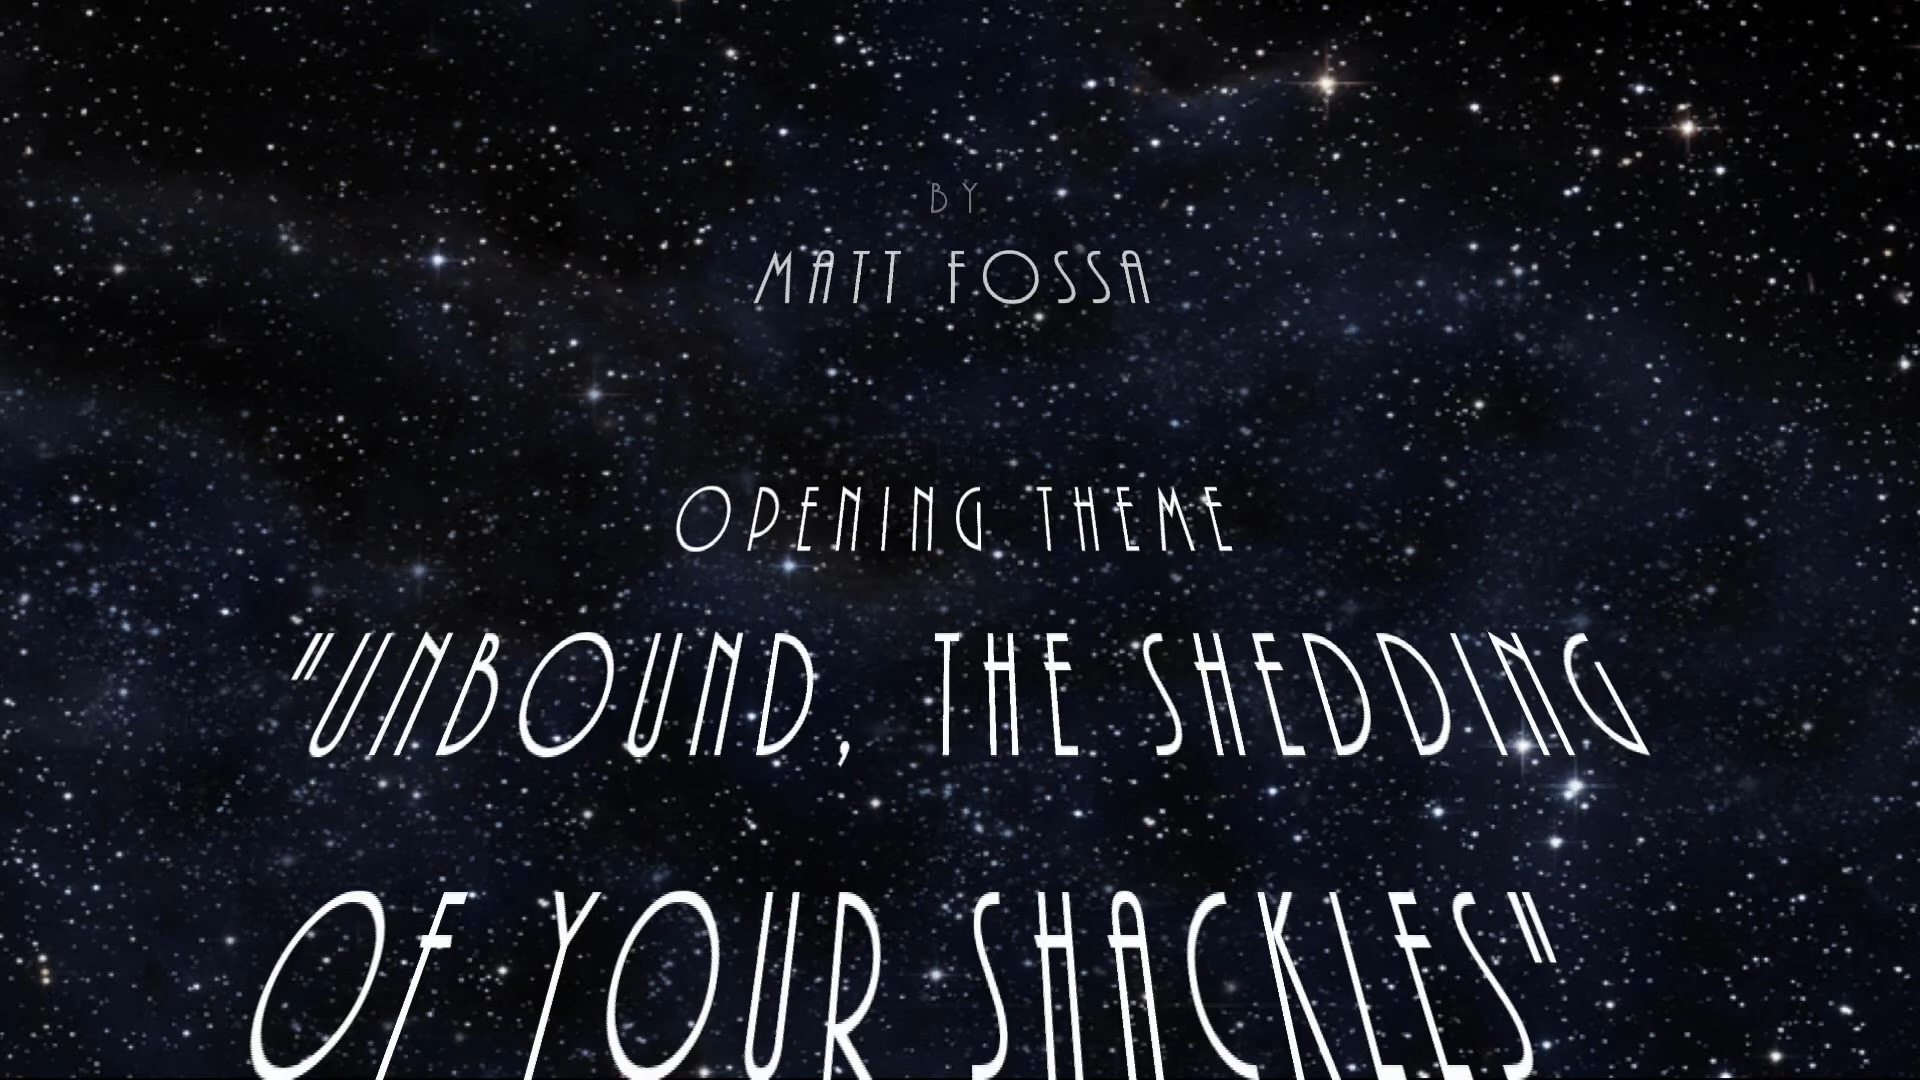 BY
MATT FOSSA
OPENING THEME
"UNBOUND, THE SHEDDING
OF YOUR SHACKLES"